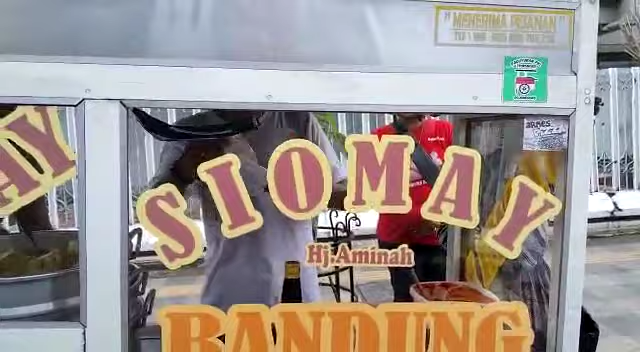 " MENERIMA PESANAN "
AY
SIOMAY
Hj.Aminah
BANDUNG